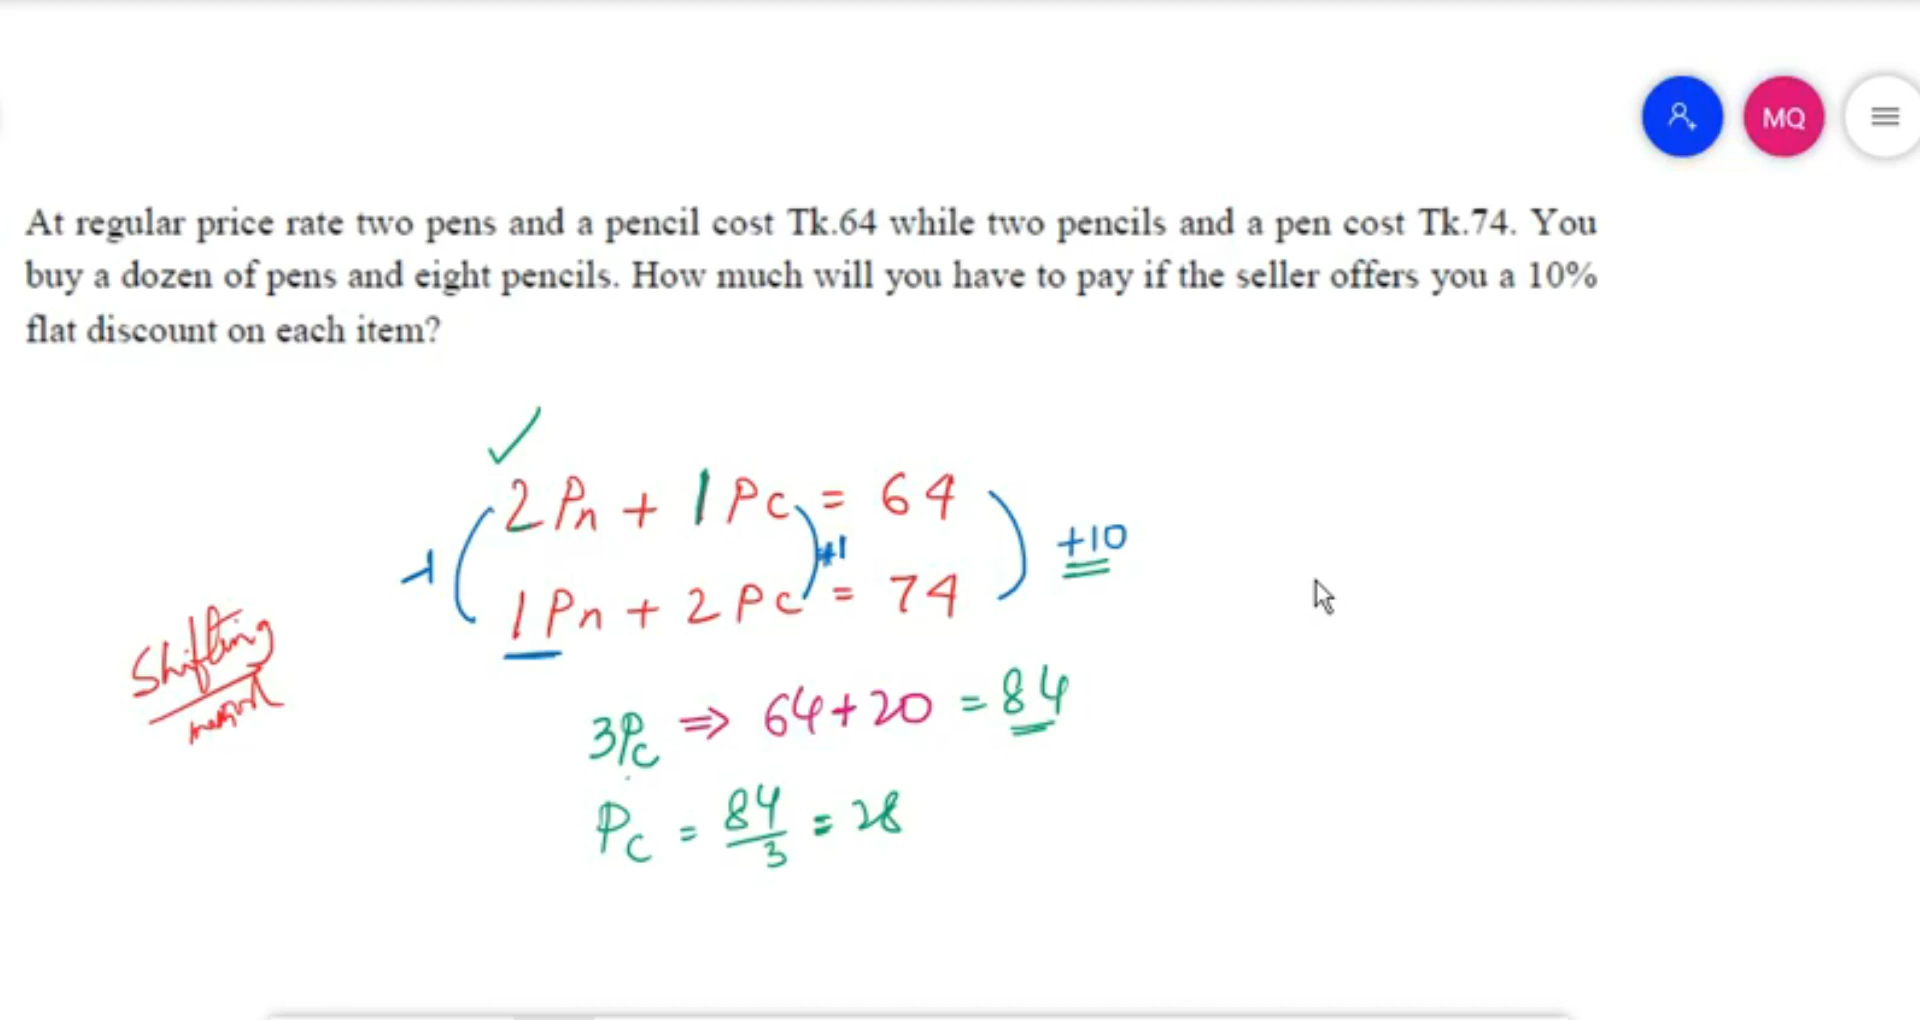 MQ
At regular price rate two pens and a pencil cost Tk.64 while two pencils and a pen cost Tk.74. You
buy a dozen of pens and eight pencils. How much will you have to pay if the seller offers you a 10%
flat discount on each item?
2Pn + 1Pc = 64
-1 +1 +10
1Pn + 2Pc = 74
Shifting
method
3Pc ⇒ 64+20 = 84
Pc = 84/3 = 28